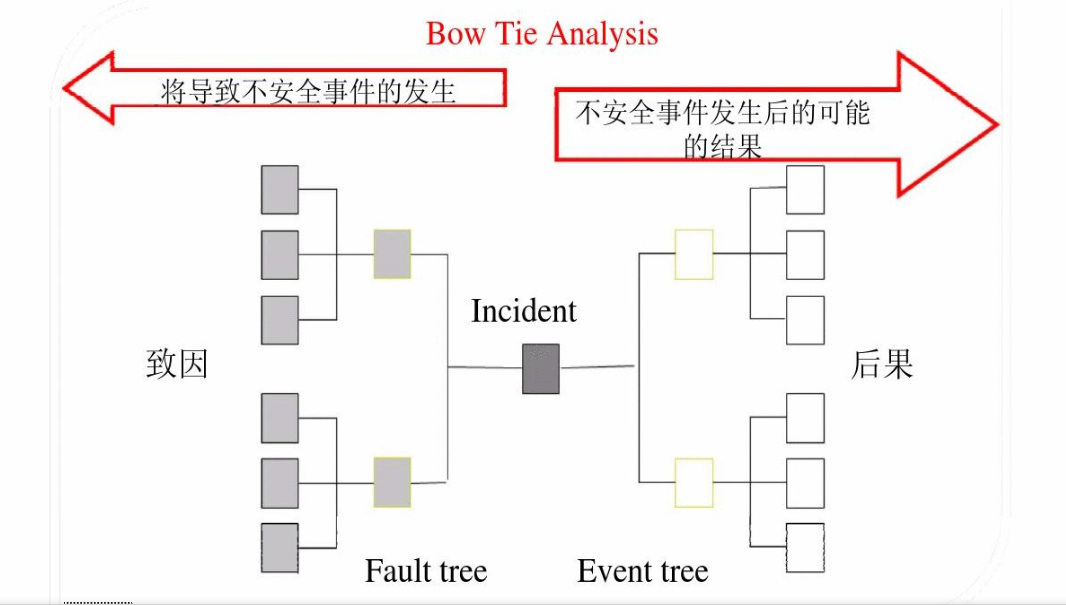 Bow Tie Analysis
将导致不安全事件的发生
不安全事件发生后的可能
的结果
Incident
致因
后果
Fault tree
Event tree